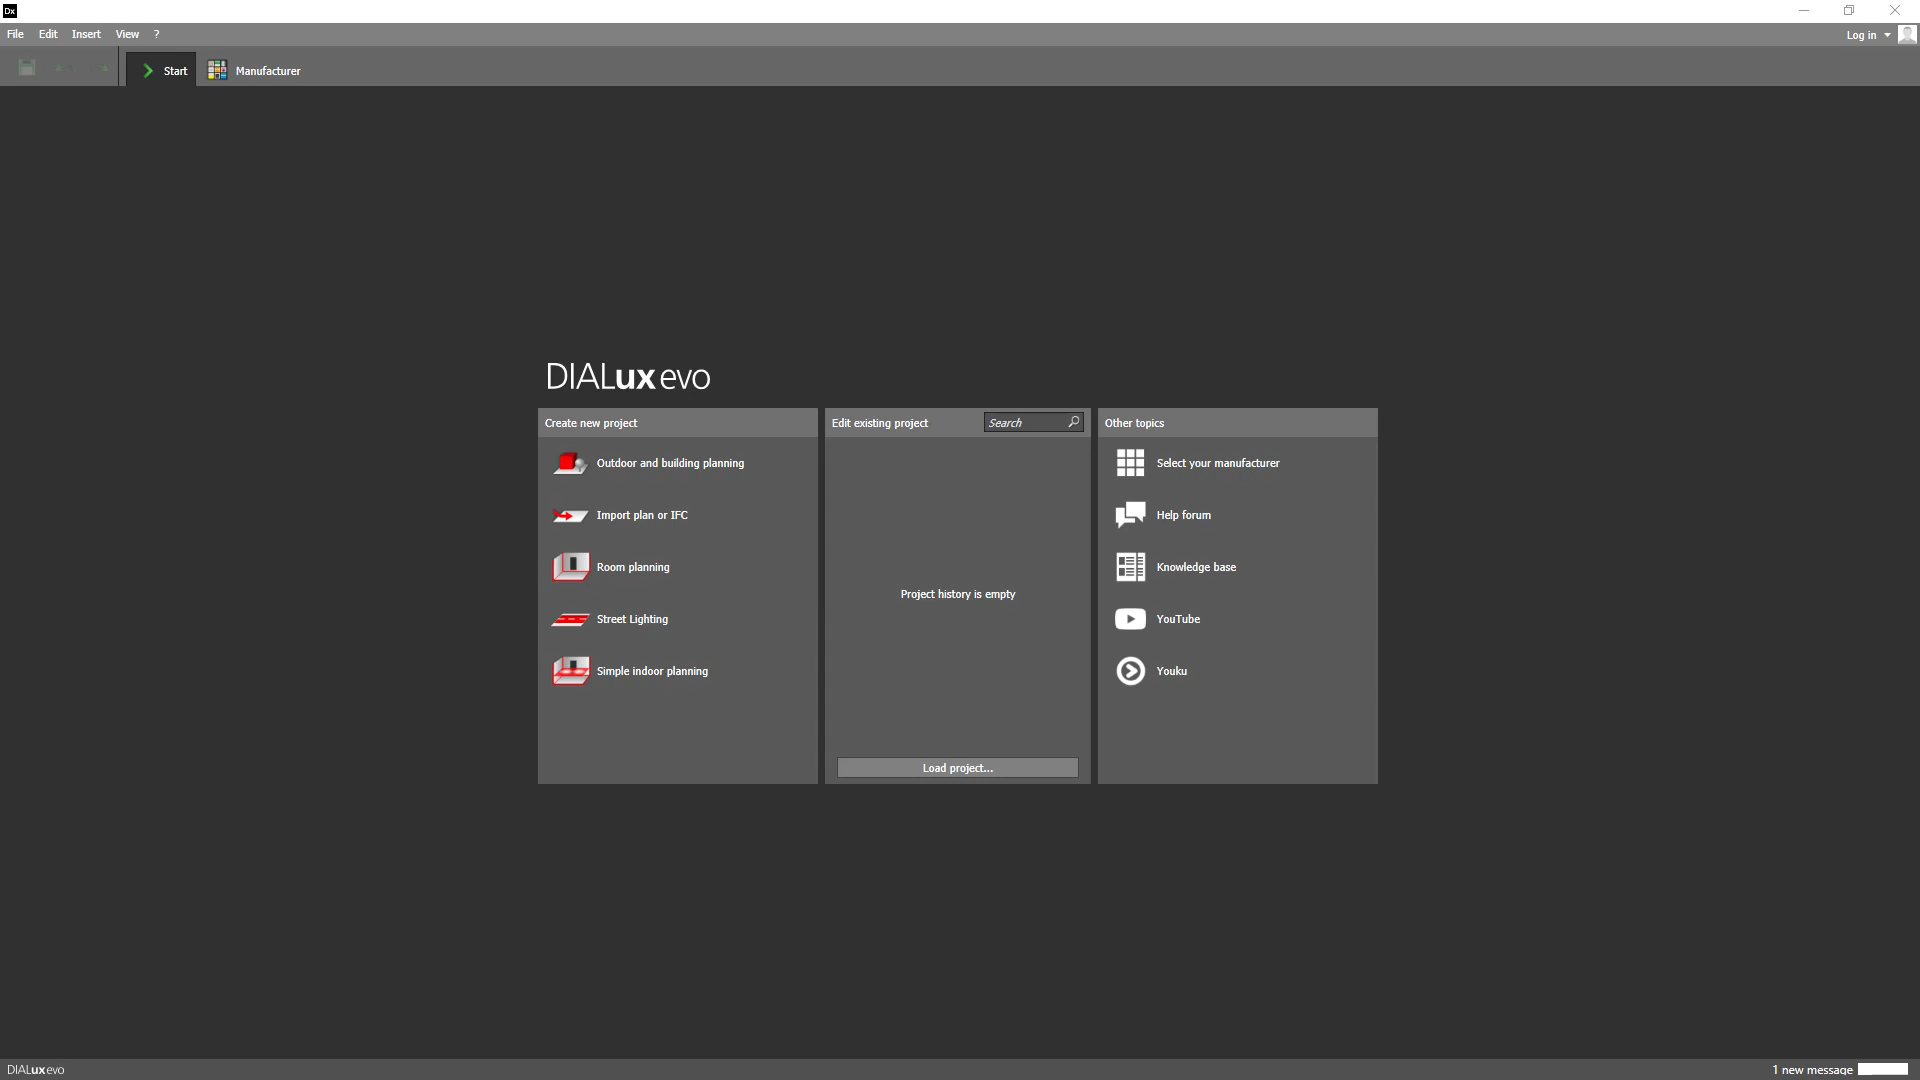 Dx
File Edit Insert View ?
Log in
Start Manufacturer
DIALux evo
Create new project
Outdoor and building planning
Import plan or IFC
Room planning
Street Lighting
Simple indoor planning
Edit existing project Search
Project history is empty
Load project...
Other topics
Select your manufacturer
Help forum
Knowledge base
YouTube
Youku
DIALux evo
1 new message